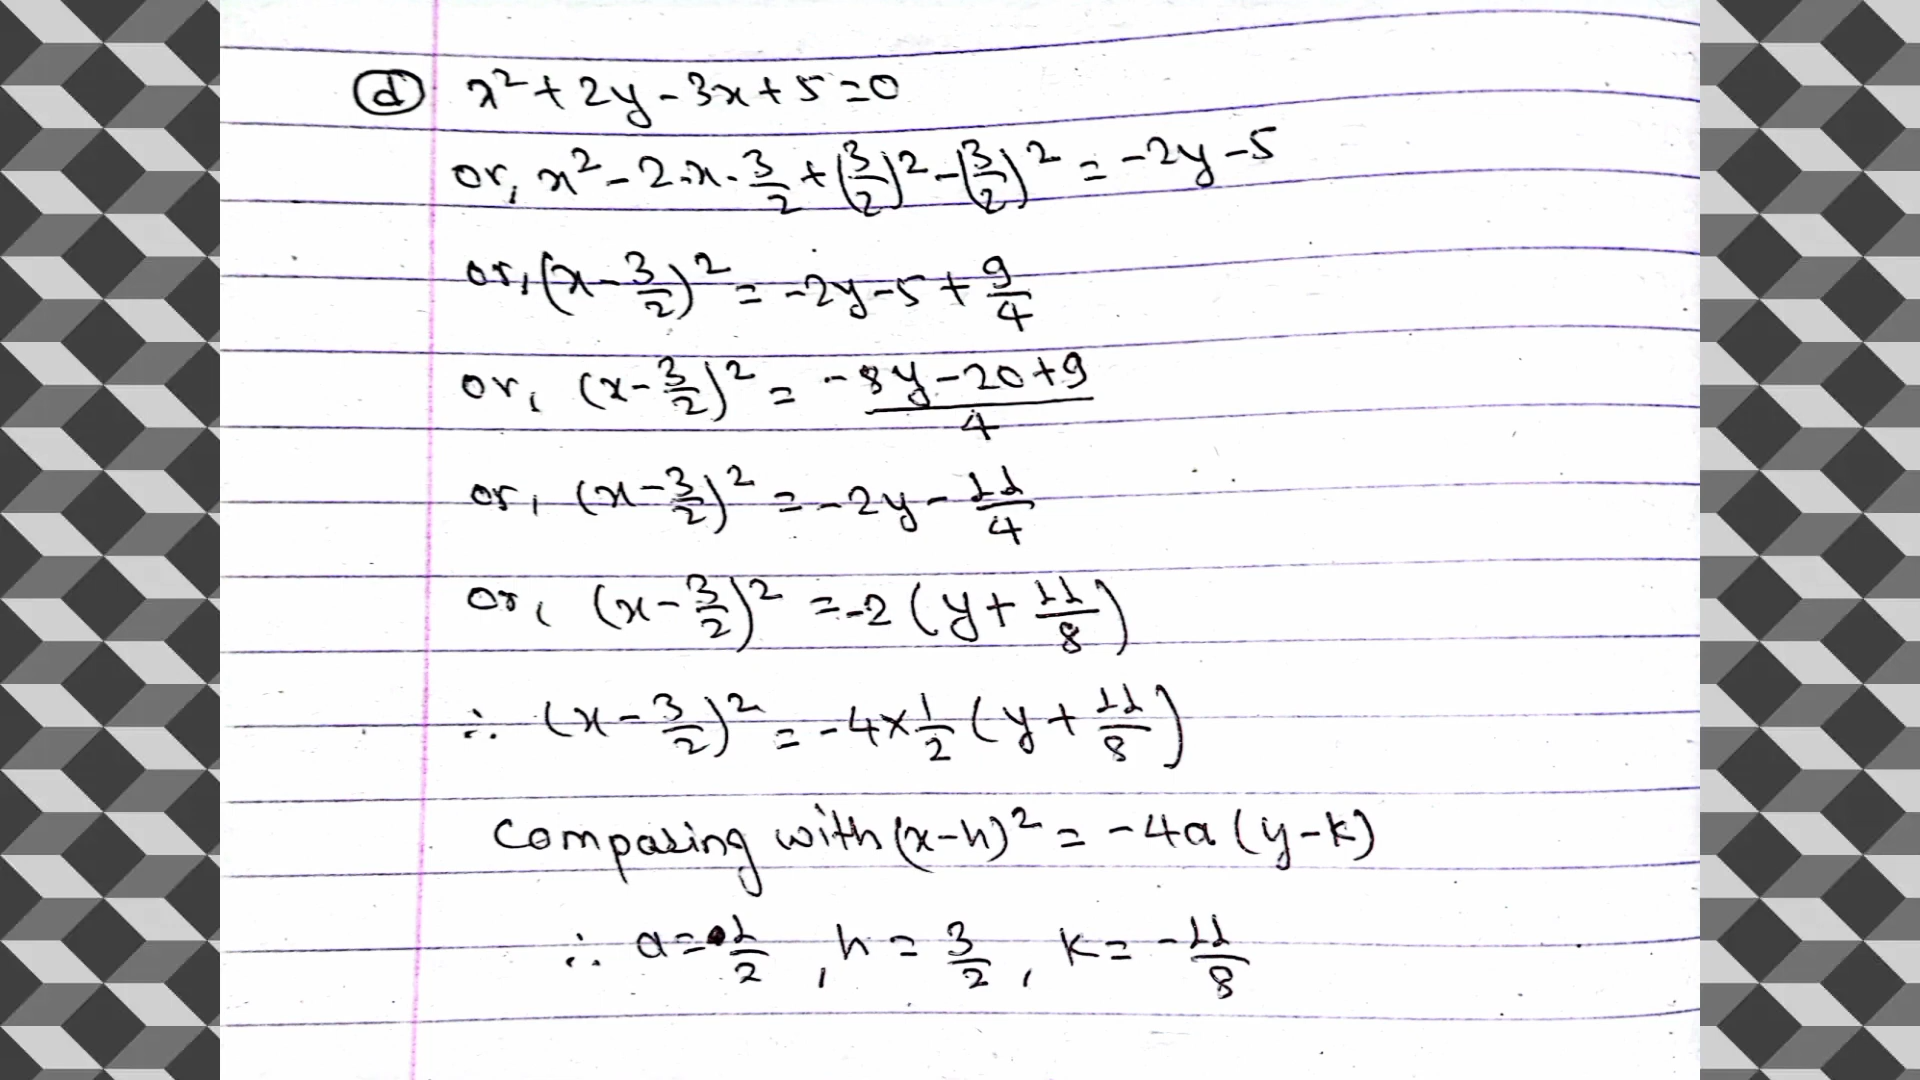 (d) x² + 2y - 3x + 5 = 0
or, x² - 2·x·3/2 + (3/2)² - (3/2)² = -2y - 5
or, (x - 3/2)² = -2y - 5 + 9/4
or, (x - 3/2)² = (-8y - 20 + 9)/4
or, (x - 3/2)² = -2y - 11/4
or, (x - 3/2)² = -2(y + 11/8)
∴ (x - 3/2)² = -4 × 1/2 (y + 11/8)
Comparing with (x-h)² = -4a(y-k)
∴ a = 1/2, h = 3/2, k = -11/8